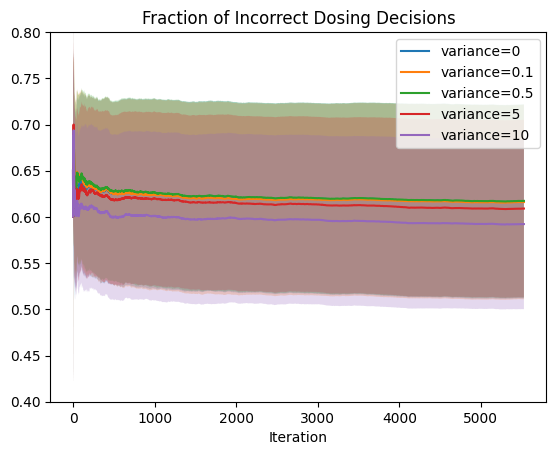 Fraction of Incorrect Dosing Decisions
0.80
0.75
0.70
0.65
0.60
0.55
0.50
0.45
0.40
variance=0
variance=0.1
variance=0.5
variance=5
variance=10
0 1000 2000 3000 4000 5000
Iteration